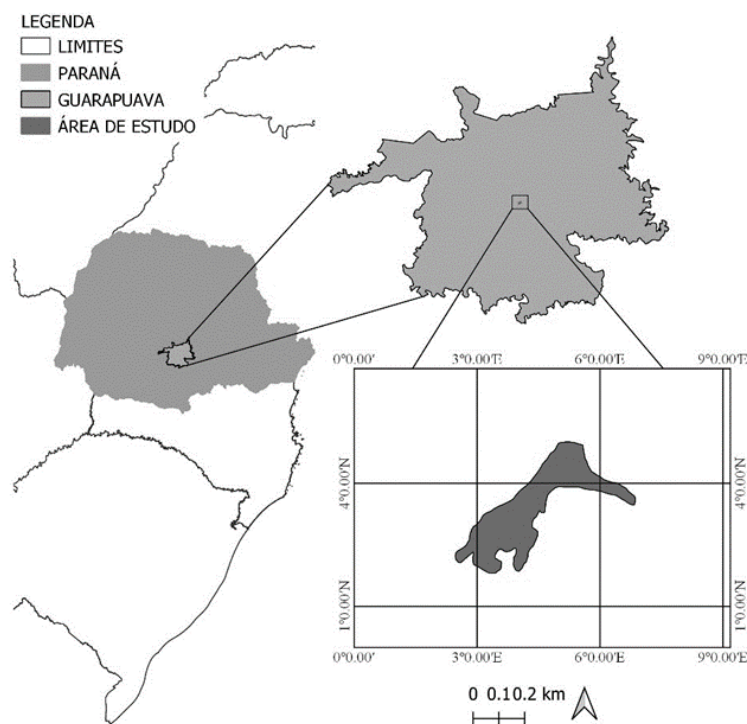 LEGENDA
LIMITES
PARANÁ
GUARAPUAVA
ÁREA DE ESTUDO
0°0.00' 3°0.00'E 6°0.00'E 9°0.00'E
4°0.00'N 4°0.00'N
1°0.00'N 1°0.00'N
0°0.00' 3°0.00'E 6°0.00'E 9°0.00'E
0 0.10.2 km